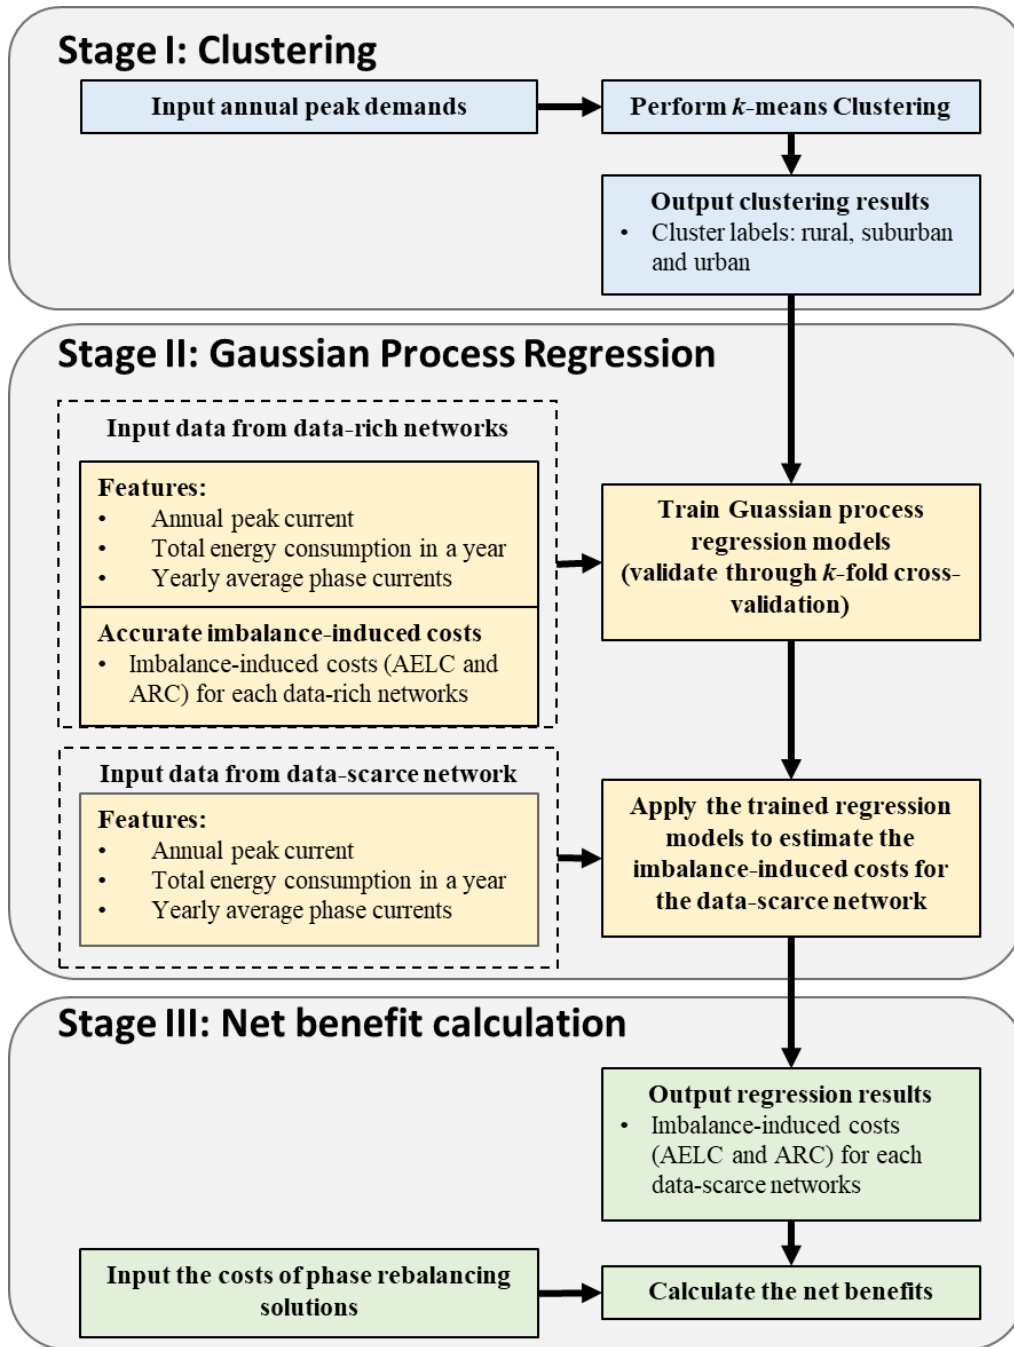 Stage I: Clustering
Input annual peak demands
Perform k-means Clustering
Output clustering results
• Cluster labels: rural, suburban
and urban
Stage II: Gaussian Process Regression
Input data from data-rich networks
Features:
• Annual peak current
• Total energy consumption in a year
• Yearly average phase currents
Accurate imbalance-induced costs
• Imbalance-induced costs (AELC and
ARC) for each data-rich networks
Train Guassian process
regression models
(validate through k-fold cross-
validation)
Input data from data-scarce network
Features:
• Annual peak current
• Total energy consumption in a year
• Yearly average phase currents
Apply the trained regression
models to estimate the
imbalance-induced costs for
the data-scarce network
Stage III: Net benefit calculation
Output regression results
• Imbalance-induced costs
(AELC and ARC) for each
data-scarce networks
Input the costs of phase rebalancing
solutions
Calculate the net benefits